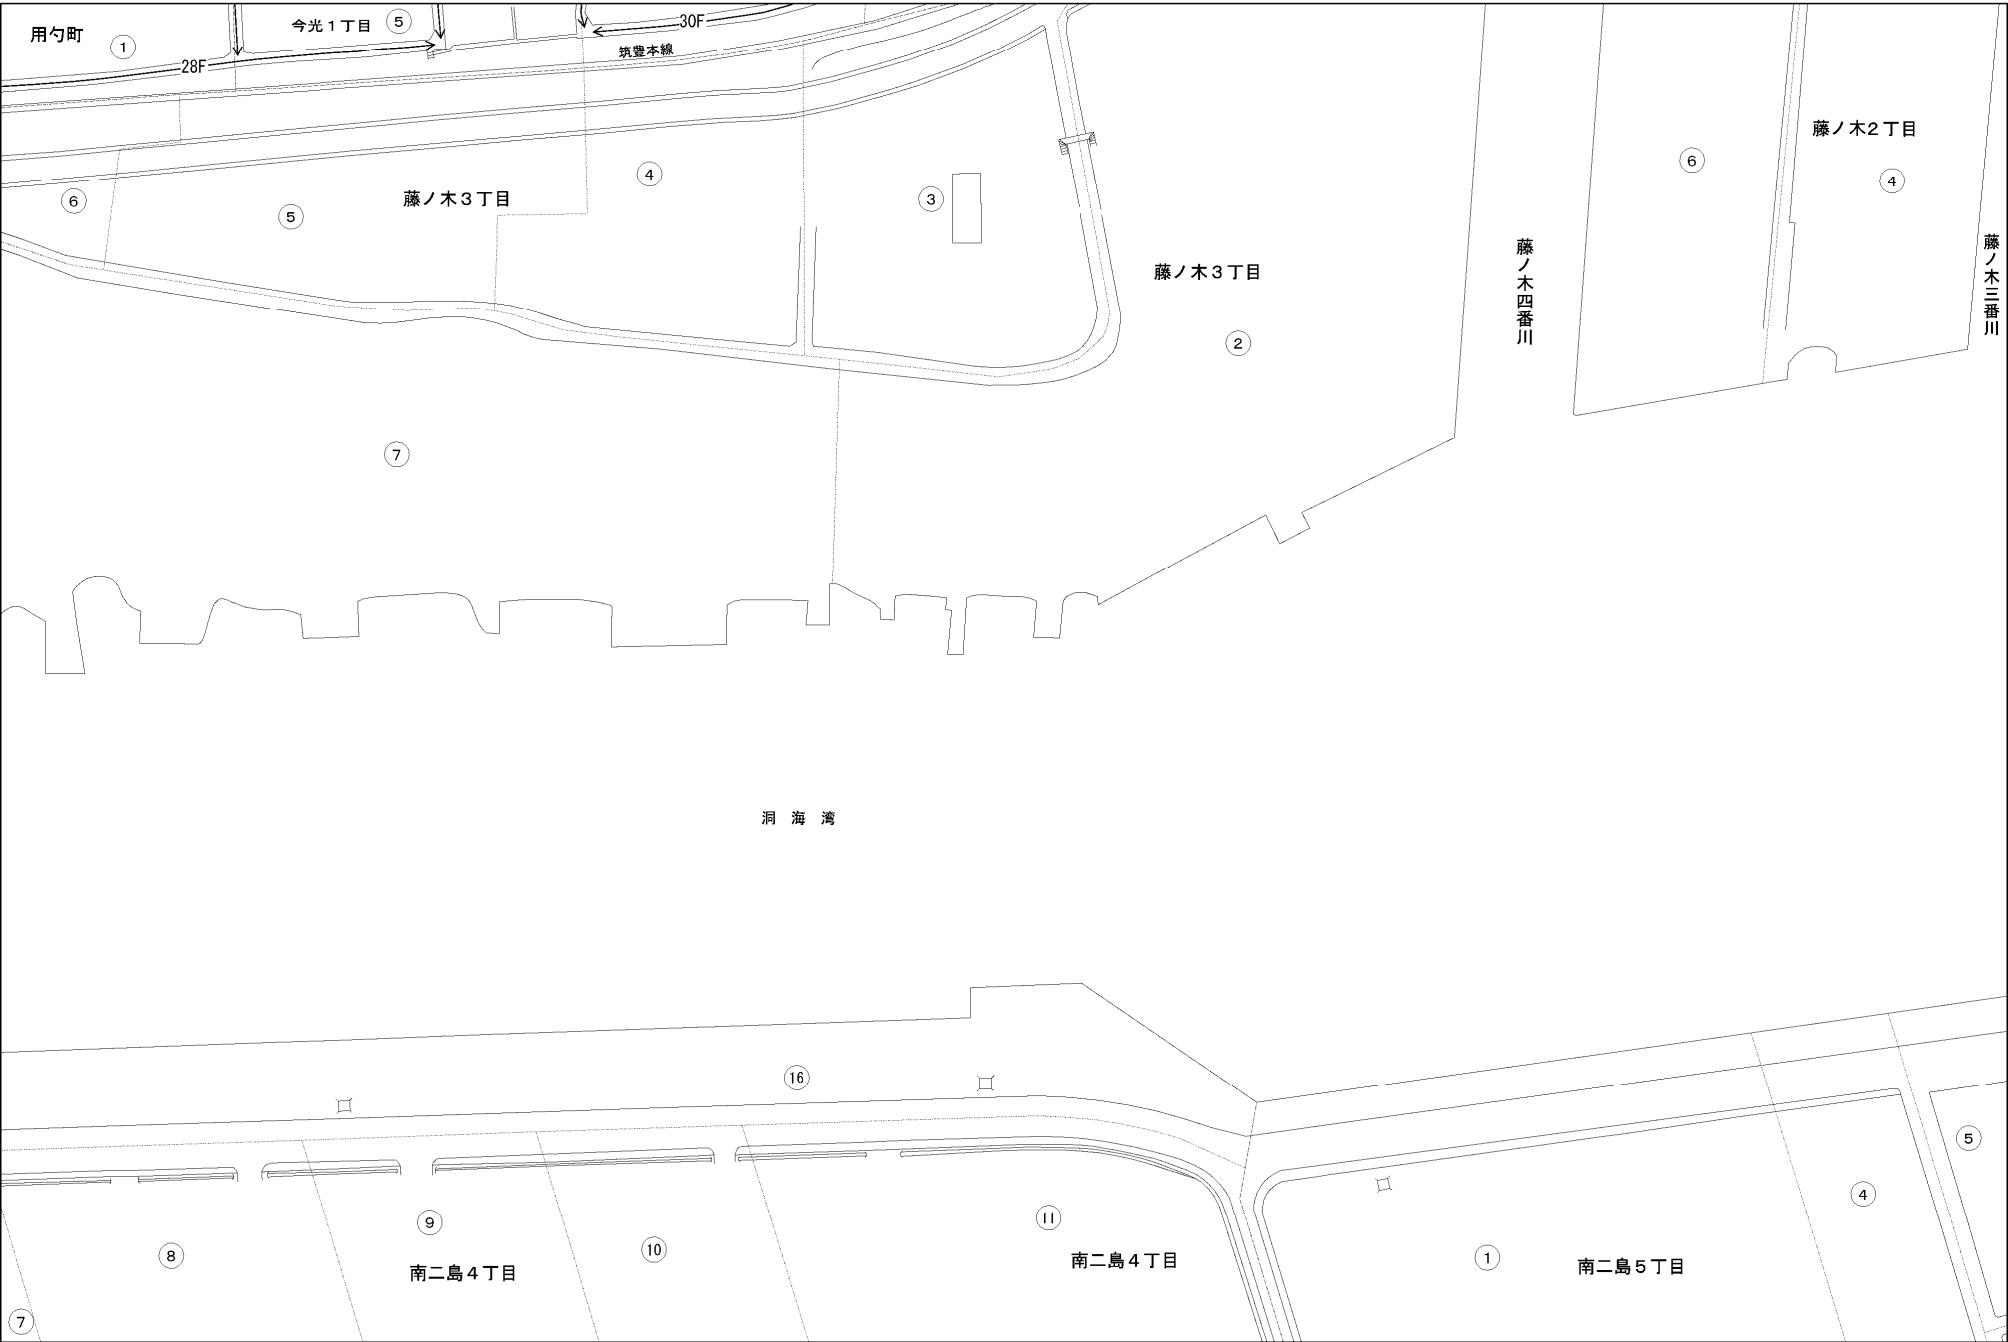 用勺町
1
今光1丁目
5
30F
筑豊本線
28F
藤ノ木2丁目
6
4
4
6
5
藤ノ木3丁目
3
藤ノ木3丁目
藤ノ木四番川
藤ノ木三番川
2
7
洞海湾
16
5
4
9
11
8
10
1
南二島4丁目
南二島4丁目
南二島5丁目
7